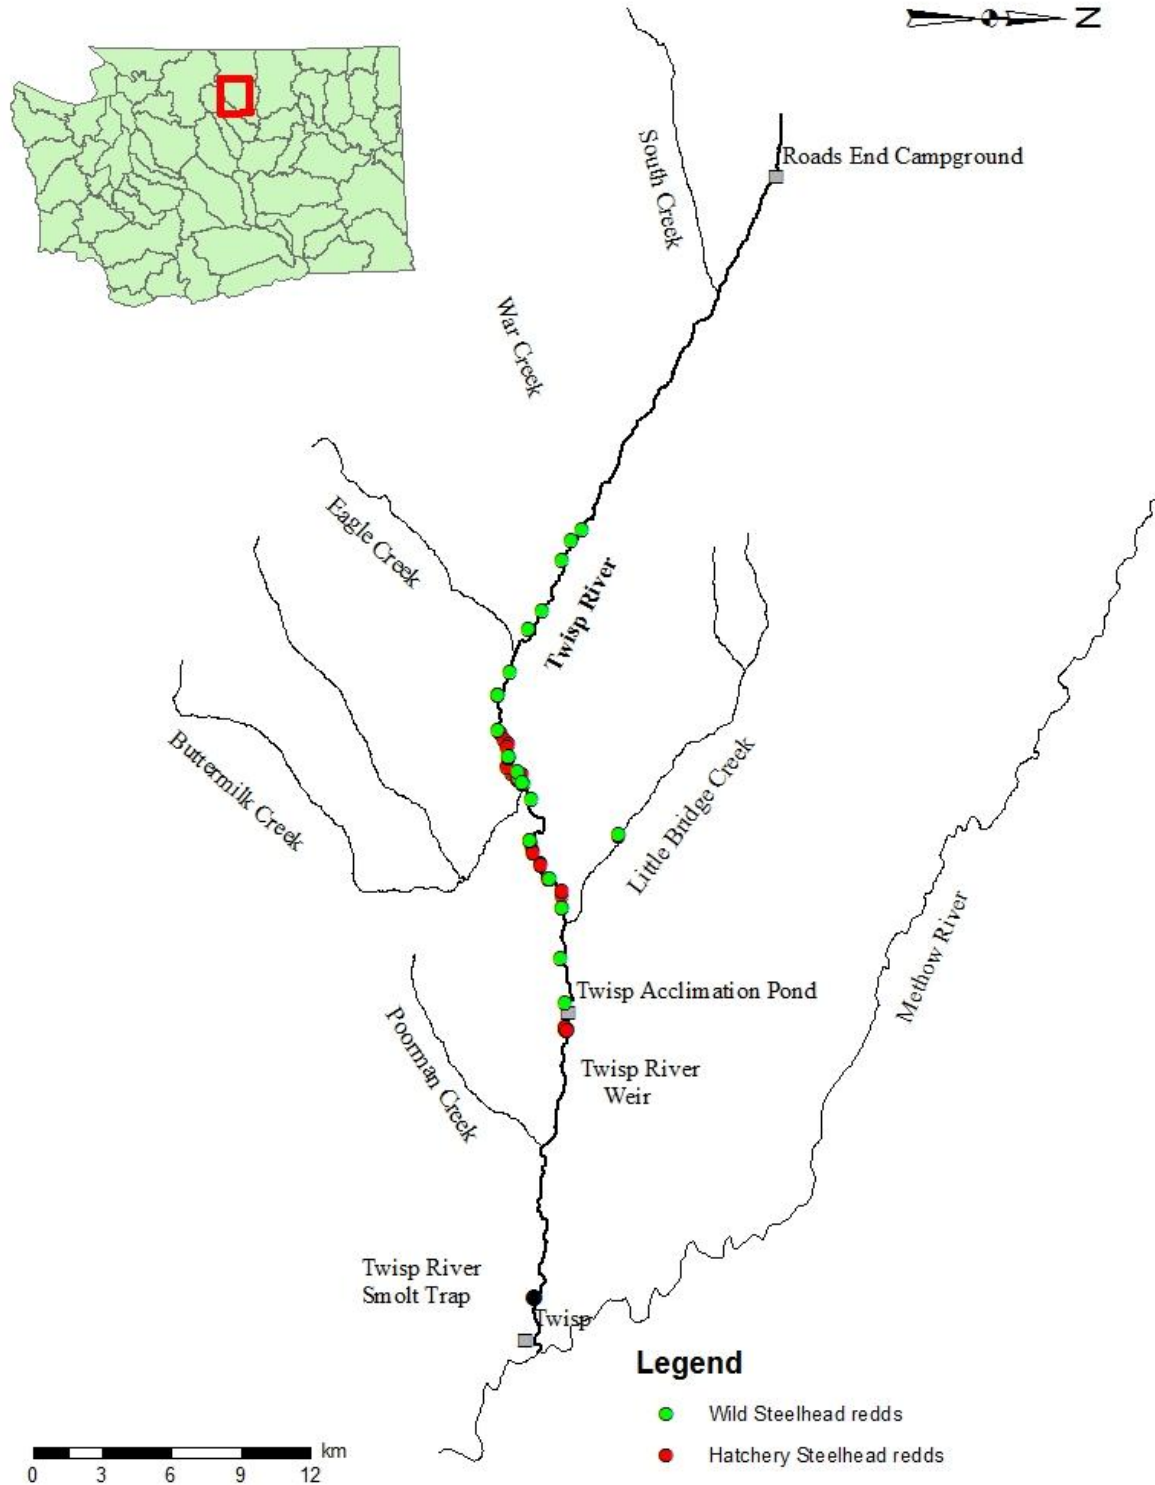 N
Roads End Campground
South Creek
War Creek
Eagle Creek
Twisp River
Buttermilk Creek
Little Bridge Creek
Methow River
Twisp Acclimation Pond
Poorman Creek
Twisp River
Weir
Twisp River
Smolt Trap
Twisp
Legend
Wild Steelhead redds
Hatchery Steelhead redds
km
0 3 6 9 12